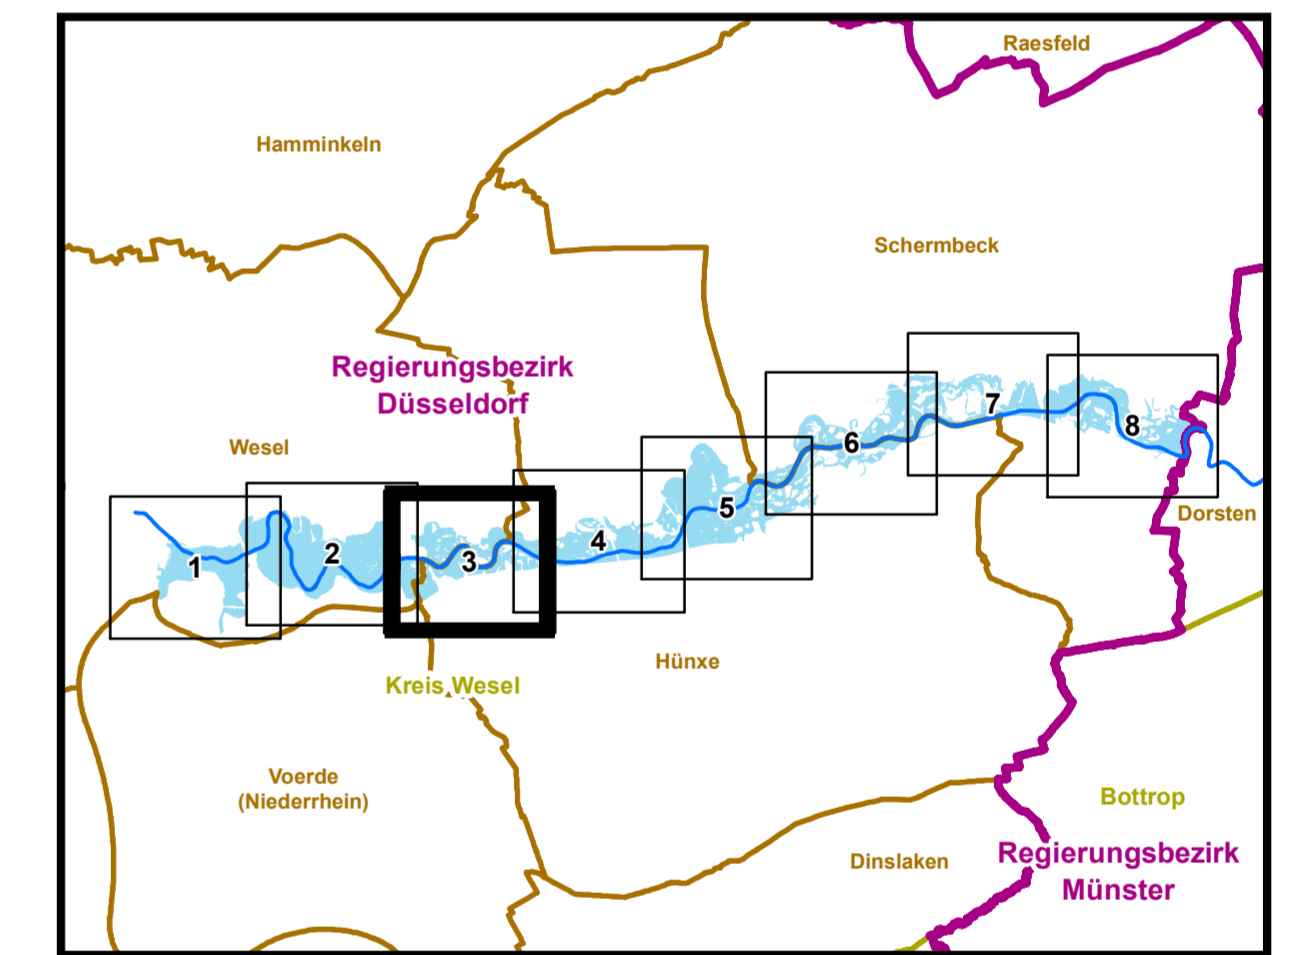 Raesfeld
Hamminkeln
Schermbeck
Regierungsbezirk
Düsseldorf
Wesel
1
2
3
4
5
6
7
8
Dorsten
Hünxe
Kreis Wesel
Voerde
(Niederrhein)
Bottrop
Dinslaken
Regierungsbezirk
Münster